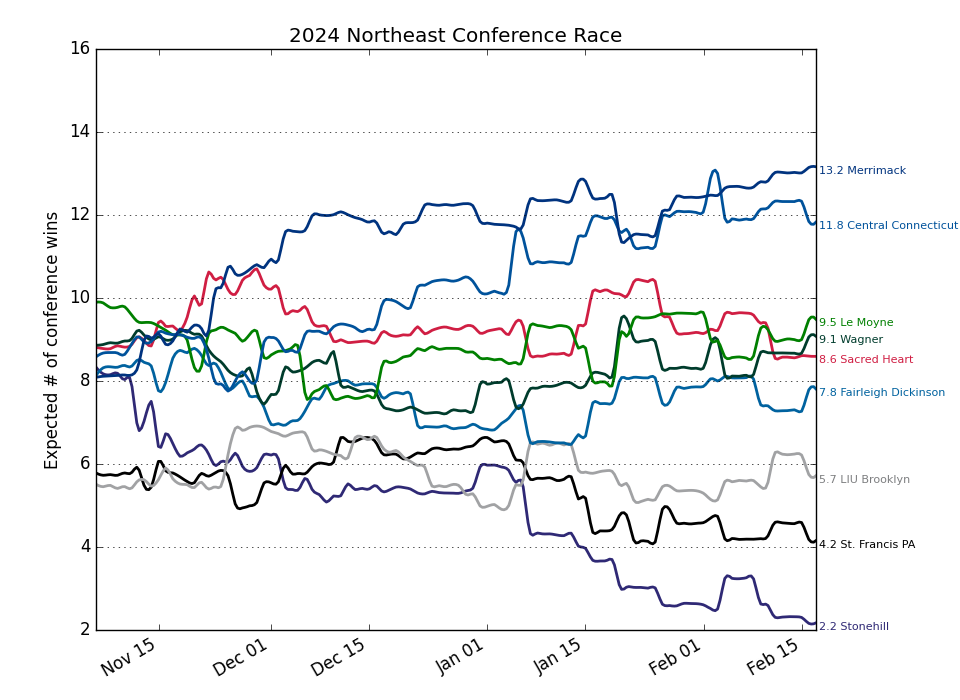 2024 Northeast Conference Race
Expected # of conference wins
16
14
12
10
8
6
4
2
13.2 Merrimack
11.8 Central Connecticut
9.5 Le Moyne
9.1 Wagner
8.6 Sacred Heart
7.8 Fairleigh Dickinson
5.7 LIU Brooklyn
4.2 St. Francis PA
2.2 Stonehill
Nov 15
Dec 01
Dec 15
Jan 01
Jan 15
Feb 01
Feb 15